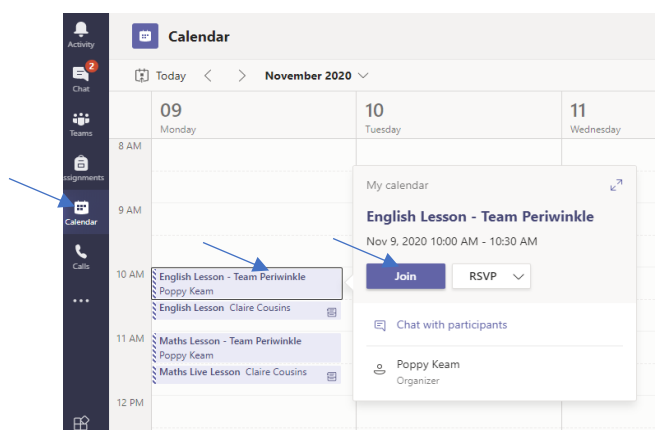 Activity
Calendar
2
Chat
Today
November 2020
Teams
09
Monday
10
Tuesday
11
Wednesday
8 AM
ssignments
9 AM
Calendar
Calls
10 AM
English Lesson - Team Periwinkle
Poppy Keam
English Lesson Claire Cousins
11 AM
Maths Lesson - Team Periwinkle
Poppy Keam
Maths Live Lesson Claire Cousins
12 PM
My calendar
English Lesson - Team Periwinkle
Nov 9, 2020 10:00 AM - 10:30 AM
Join
RSVP
Chat with participants
Poppy Keam
Organizer